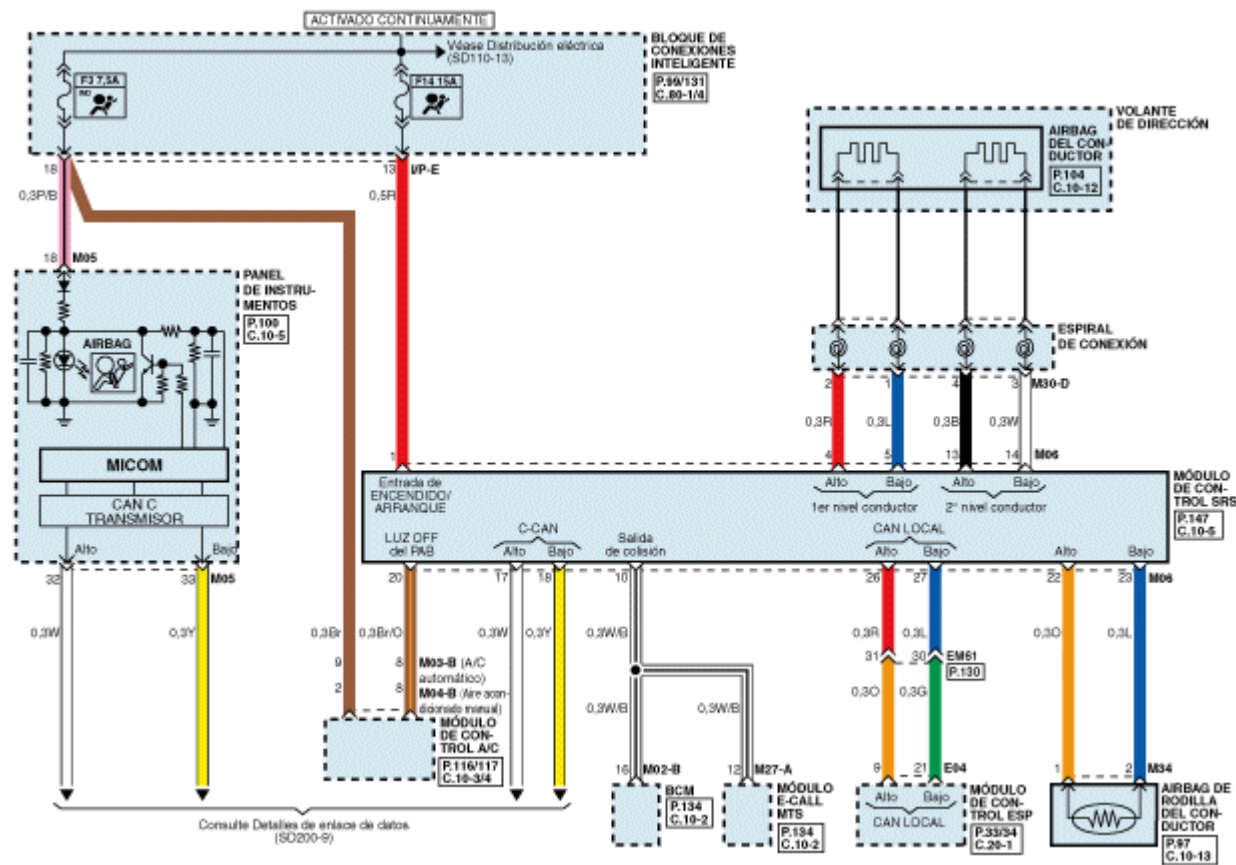 ACTIVADO CONTINUAMENTE
Véase Distribución eléctrica
(SD110-13)
BLOQUE DE
CONEXIONES
INTELIGENTE
P.99/131
C.80-1/4
F3 7,5A
IND
F14 15A
18
13
I/P-E
0,3P/B
0,5R
VOLANTE
DE DIRECCIÓN
AIRBAG
DEL CON-
DUCTOR
P.104
C.10-12
18
M05
PANEL
DE INSTRU-
MENTOS
P.100
C.10-5
AIRBAG
MICOM
CAN C
TRANSMISOR
Alto
Bajo
32
33
M05
ESPIRAL
DE CONEXIÓN
2
1
4
3
M30-D
0,3R
0,3L
0,3B
0,3W
1
4
5
13
14
M06
Entrada de
ENCENDIDO/
ARRANQUE
Alto
Bajo
Alto
Bajo
1er nivel conductor
2° nivel conductor
MÓDULO
DE CON-
TROL SRS
P.147
C.10-5
LUZ OFF
del PAB
C-CAN
Alto
Bajo
Salida
de colisión
CAN LOCAL
Alto
Bajo
Alto
Bajo
20
17
18
10
26
27
22
23
M06
0,3W
0,3Y
0,3Br
0,3Br/O
0,3W
0,3Y
0,3W/B
0,3R
0,3L
0,3O
0,3L
9
8
M03-B (A/C
automático)
2
8
M04-B (Aire acon-
dicionado manual)
31
30
EM61
P.130
0,3W/B
0,3W/B
0,3O
0,3G
MÓDULO
DE CON-
TROL A/C
P.116/117
C.10-3/4
16
M02-B
12
M27-A
9
21
E04
1
2
M34
BCM
P.134
C.10-2
MÓDULO
E-CALL
MTS
P.134
C.10-2
Alto
Bajo
CAN LOCAL
MÓDULO
DE CON-
TROL ESP
P.33/34
C.20-1
AIRBAG DE
RODILLA
DEL CON-
DUCTOR
P.97
C.10-13
Consulte Detalles de enlace de datos
(SD200-9)